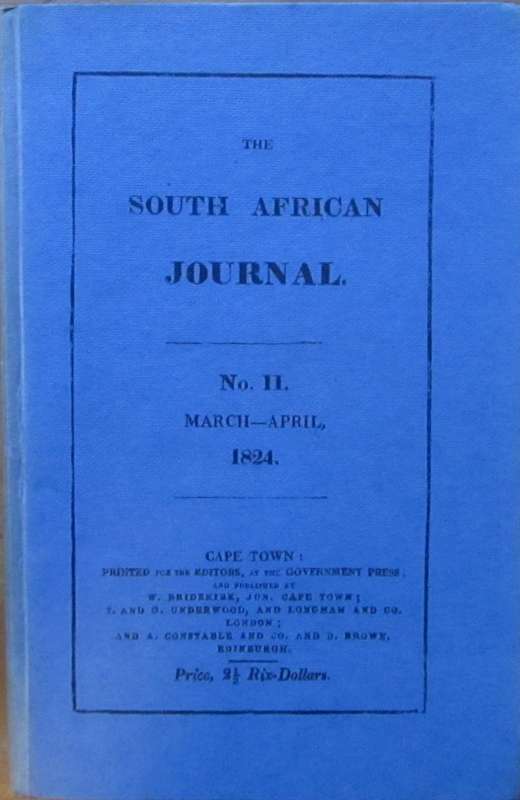 THE
SOUTH AFRICAN
JOURNAL.
No. II.
MARCH—APRIL,
1824.
CAPE TOWN:
PRINTED FOR THE EDITORS, AT THE GOVERNMENT PRESS;
AND PUBLISHED BY
W. BRIDEKIRK, JUN. CAPE TOWN;
T. AND G. UNDERWOOD, AND LONGMAN AND CO.
LONDON;
AND A. CONSTABLE AND CO. AND D. BROWN,
EDINBURGH.
Price, 2½ Rix-Dollars.